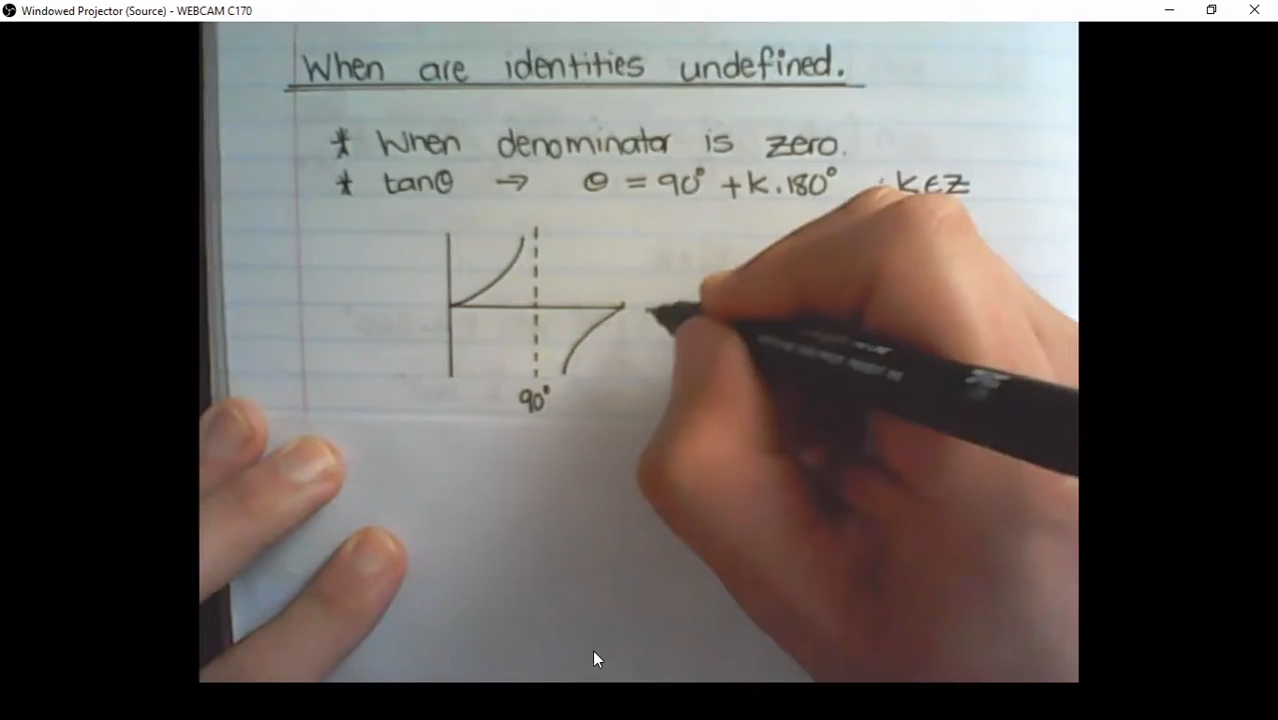 Windowed Projector (Source) - WEBCAM C170
When are identities undefined.
* When denominator is zero.
* tanθ → θ = 90° + k.180° ; k∈Z
90°